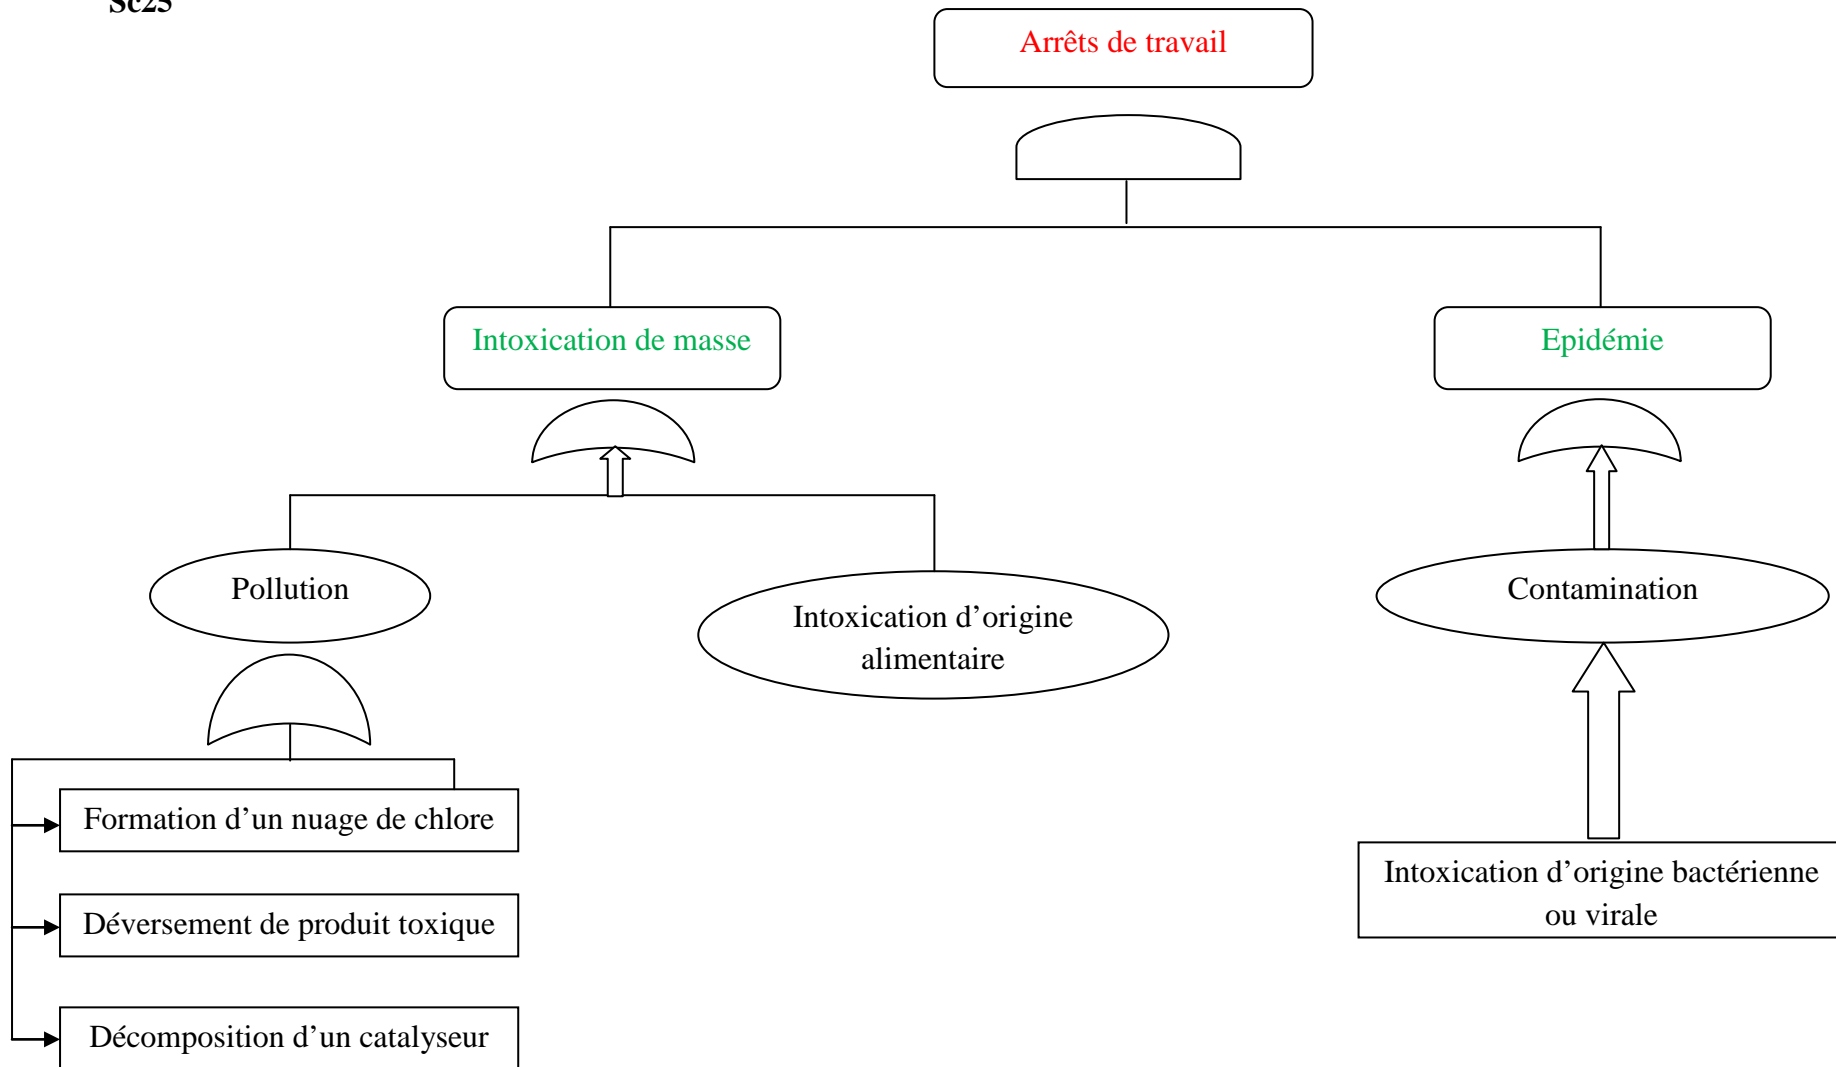 Sc25
Arrêts de travail
Intoxication de masse
Epidémie
Pollution
Intoxication d’origine
alimentaire
Contamination
Formation d’un nuage de chlore
Déversement de produit toxique
Décomposition d’un catalyseur
Intoxication d’origine bactérienne
ou virale